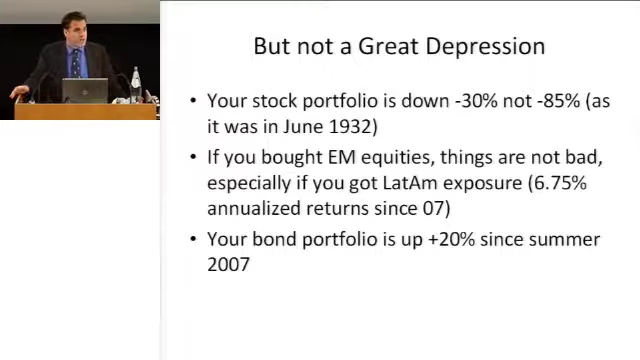 But not a Great Depression
• Your stock portfolio is down -30% not -85% (as
it was in June 1932)
• If you bought EM equities, things are not bad,
especially if you got LatAm exposure (6.75%
annualized returns since 07)
• Your bond portfolio is up +20% since summer
2007